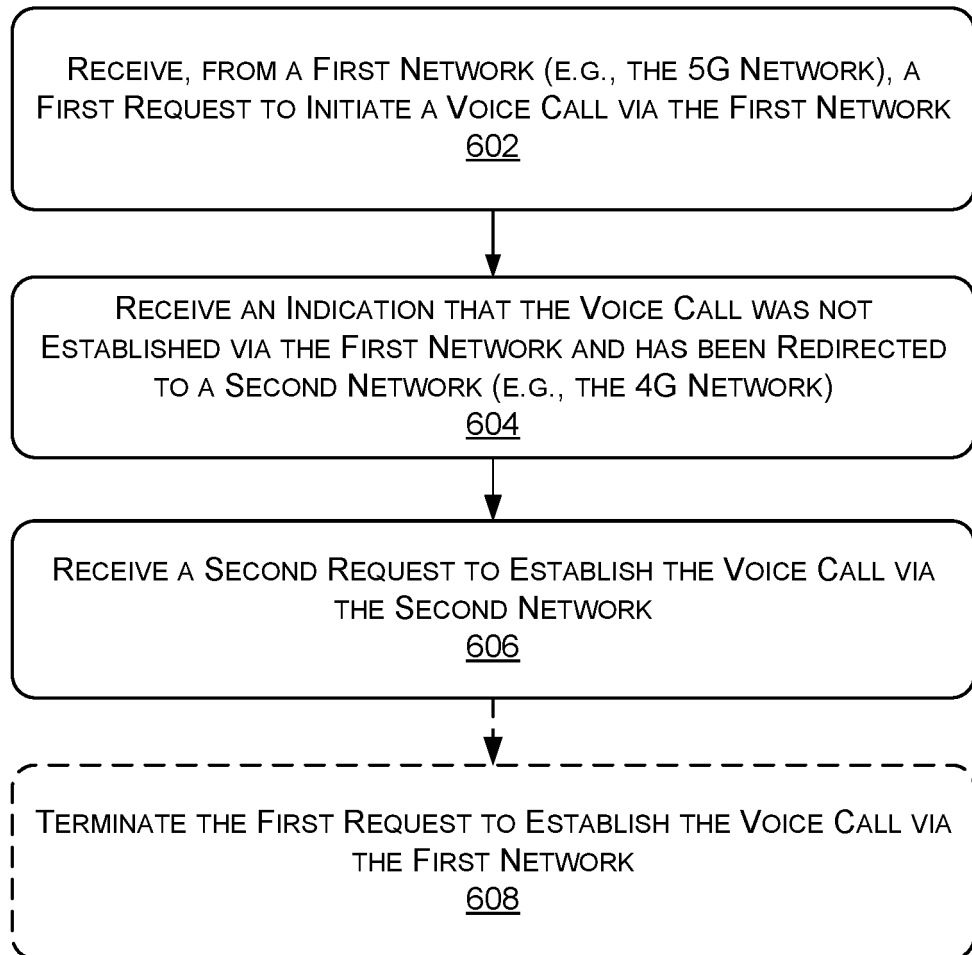 RECEIVE, FROM A FIRST NETWORK (E.G., THE 5G NETWORK), A
FIRST REQUEST TO INITIATE A VOICE CALL VIA THE FIRST NETWORK
602
RECEIVE AN INDICATION THAT THE VOICE CALL WAS NOT
ESTABLISHED VIA THE FIRST NETWORK AND HAS BEEN REDIRECTED
TO A SECOND NETWORK (E.G., THE 4G NETWORK)
604
RECEIVE A SECOND REQUEST TO ESTABLISH THE VOICE CALL VIA
THE SECOND NETWORK
606
TERMINATE THE FIRST REQUEST TO ESTABLISH THE VOICE CALL VIA
THE FIRST NETWORK
608